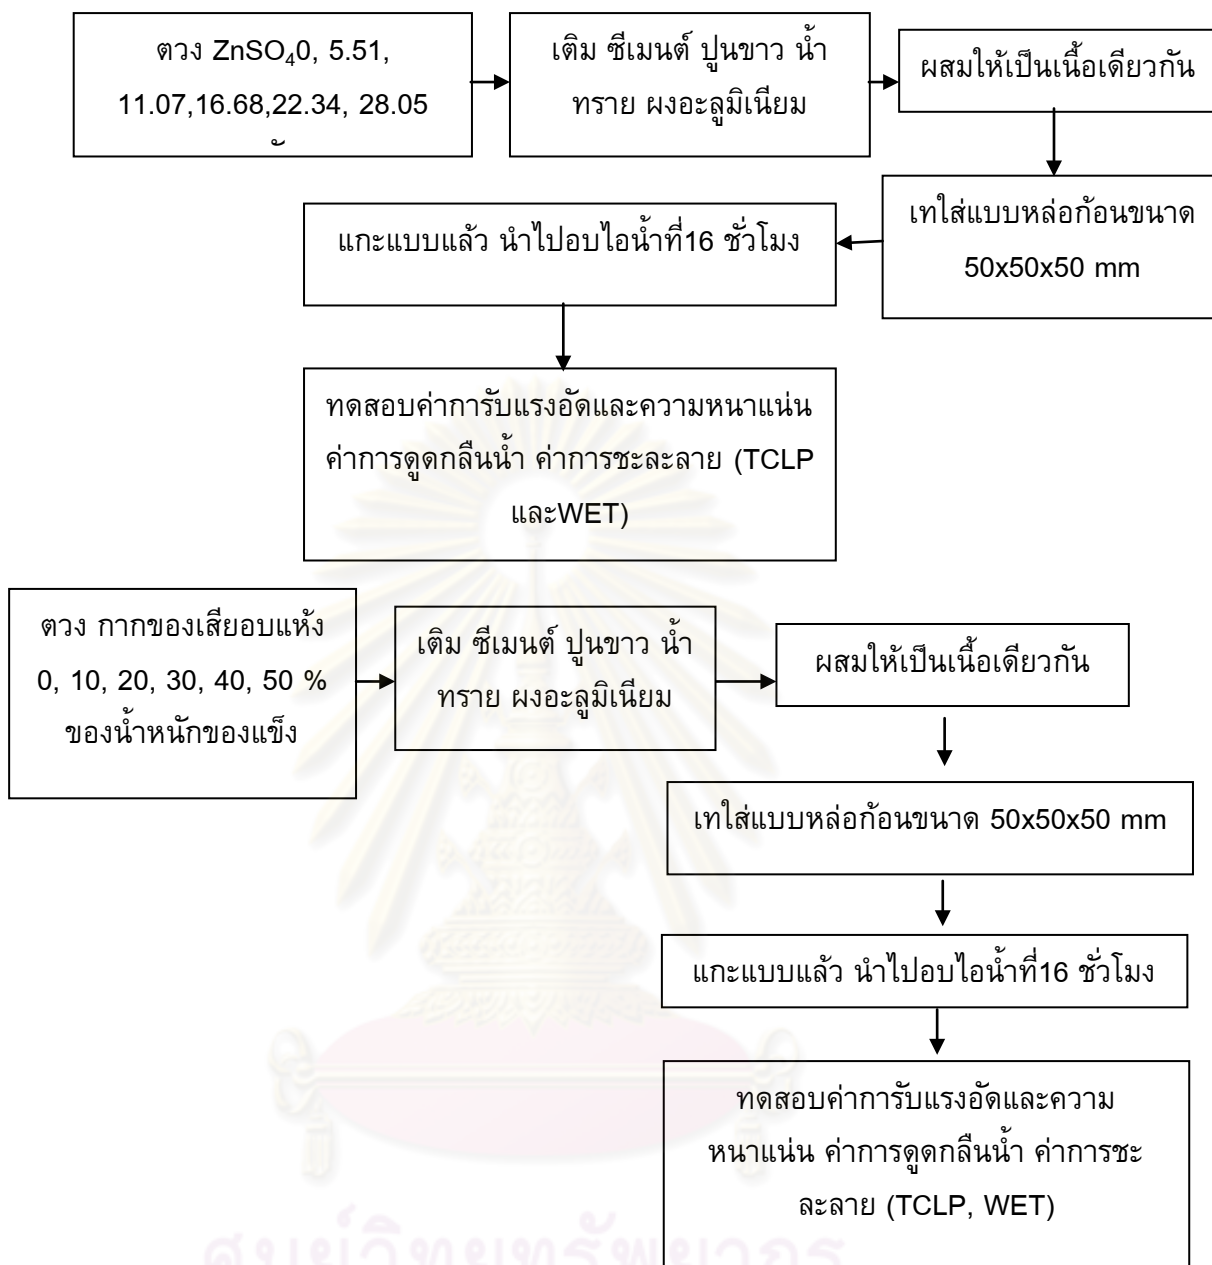 ตวง ZnSO₄0, 5.51,
11.07,16.68,22.34, 28.05
เติม ซีเมนต์ ปูนขาว น้ำ
ทราย ผงอะลูมิเนียม
ผสมให้เป็นเนื้อเดียวกัน
เทใส่แบบหล่อก้อนขนาด
50x50x50 mm
แกะแบบแล้ว นำไปอบไอน้ำที่16 ชั่วโมง
ทดสอบค่าการับแรงอัดและความหนาแน่น
ค่าการดูดกลืนน้ำ ค่าการชะละลาย (TCLP
และWET)
ตวง กากของเสียอบแห้ง
0, 10, 20, 30, 40, 50 %
ของน้ำหนักของแข็ง
เติม ซีเมนต์ ปูนขาว น้ำ
ทราย ผงอะลูมิเนียม
ผสมให้เป็นเนื้อเดียวกัน
เทใส่แบบหล่อก้อนขนาด 50x50x50 mm
แกะแบบแล้ว นำไปอบไอน้ำที่16 ชั่วโมง
ทดสอบค่าการับแรงอัดและความ
หนาแน่น ค่าการดูดกลืนน้ำ ค่าการชะ
ละลาย (TCLP, WET)
ศูนย์วิทยทรัพยากร